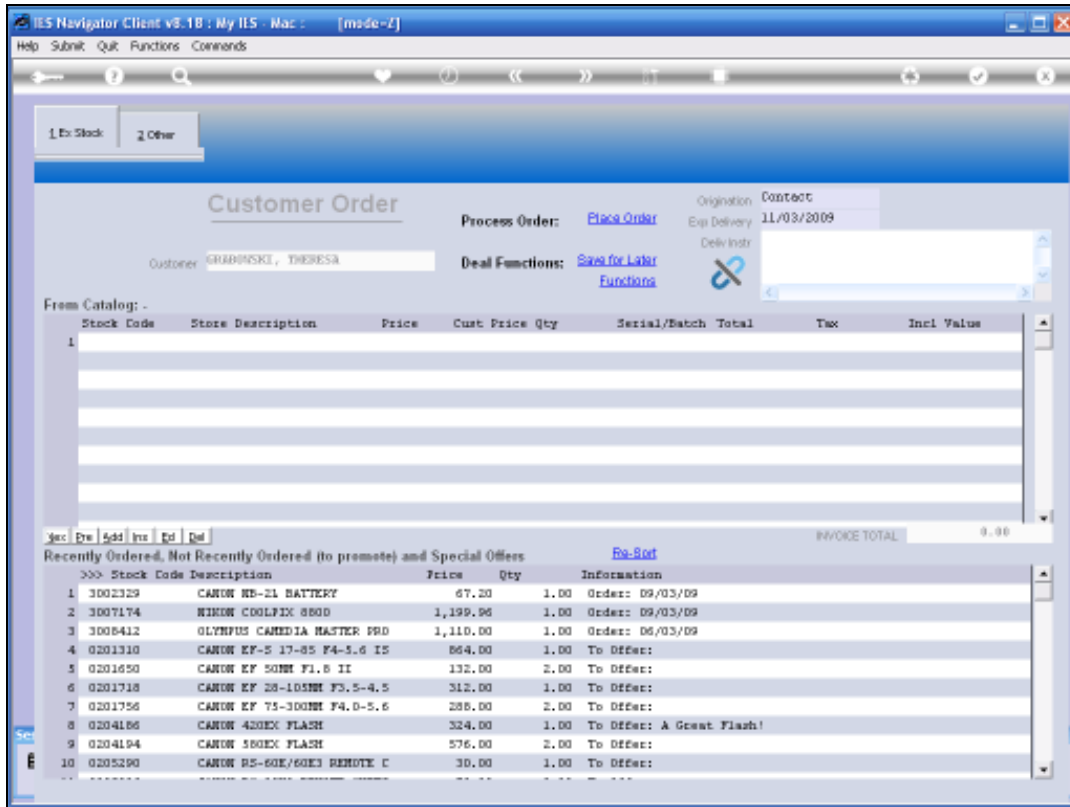 IES Navigator Client v8.18 : My IES - Mac : [mode=Z]
Help Submit Quit Functions Commands
1 Ex Stock 2 Other
Customer Order
Origination Contact
Process Order: Place Order
Exp Delivery 11/03/2009
Deliv Instr
Customer GRABOWSKI, THERESA
Deal Functions: Save for Later
Functions
From Catalog: -
Stock Code Store Description Price Cust Price Qty Serial/Batch Total Tax Incl Value
1
Pre Add Ins Del
INVOICE TOTAL 0.00
Recently Ordered, Not Recently Ordered (to promote) and Special Offers Re-Sort
>>> Stock Code Description Price Qty Information
1 3002329 CANON NB-2L BATTERY 67.20 1.00 Order: 09/03/09
2 3007174 NIKON COOLPIX 8800 1,199.96 1.00 Order: 09/03/09
3 3008412 OLYMPUS CAMEDIA MASTER PRO 1,110.00 1.00 Order: 06/03/09
4 0201310 CANON EF-S 17-85 F4-5.6 IS 864.00 1.00 To Offer:
5 0201650 CANON EF 50MM F1.8 II 132.00 2.00 To Offer:
6 0201718 CANON EF 28-105MM F3.5-4.5 312.00 1.00 To Offer:
7 0201756 CANON EF 75-300MM F4.0-5.6 288.00 2.00 To Offer:
8 0204186 CANON 420EX FLASH 324.00 1.00 To Offer: A Great Flash!
9 0204194 CANON 580EX FLASH 576.00 2.00 To Offer:
10 0205290 CANON RS-60E/60E3 REMOTE C 30.00 1.00 To Offer: